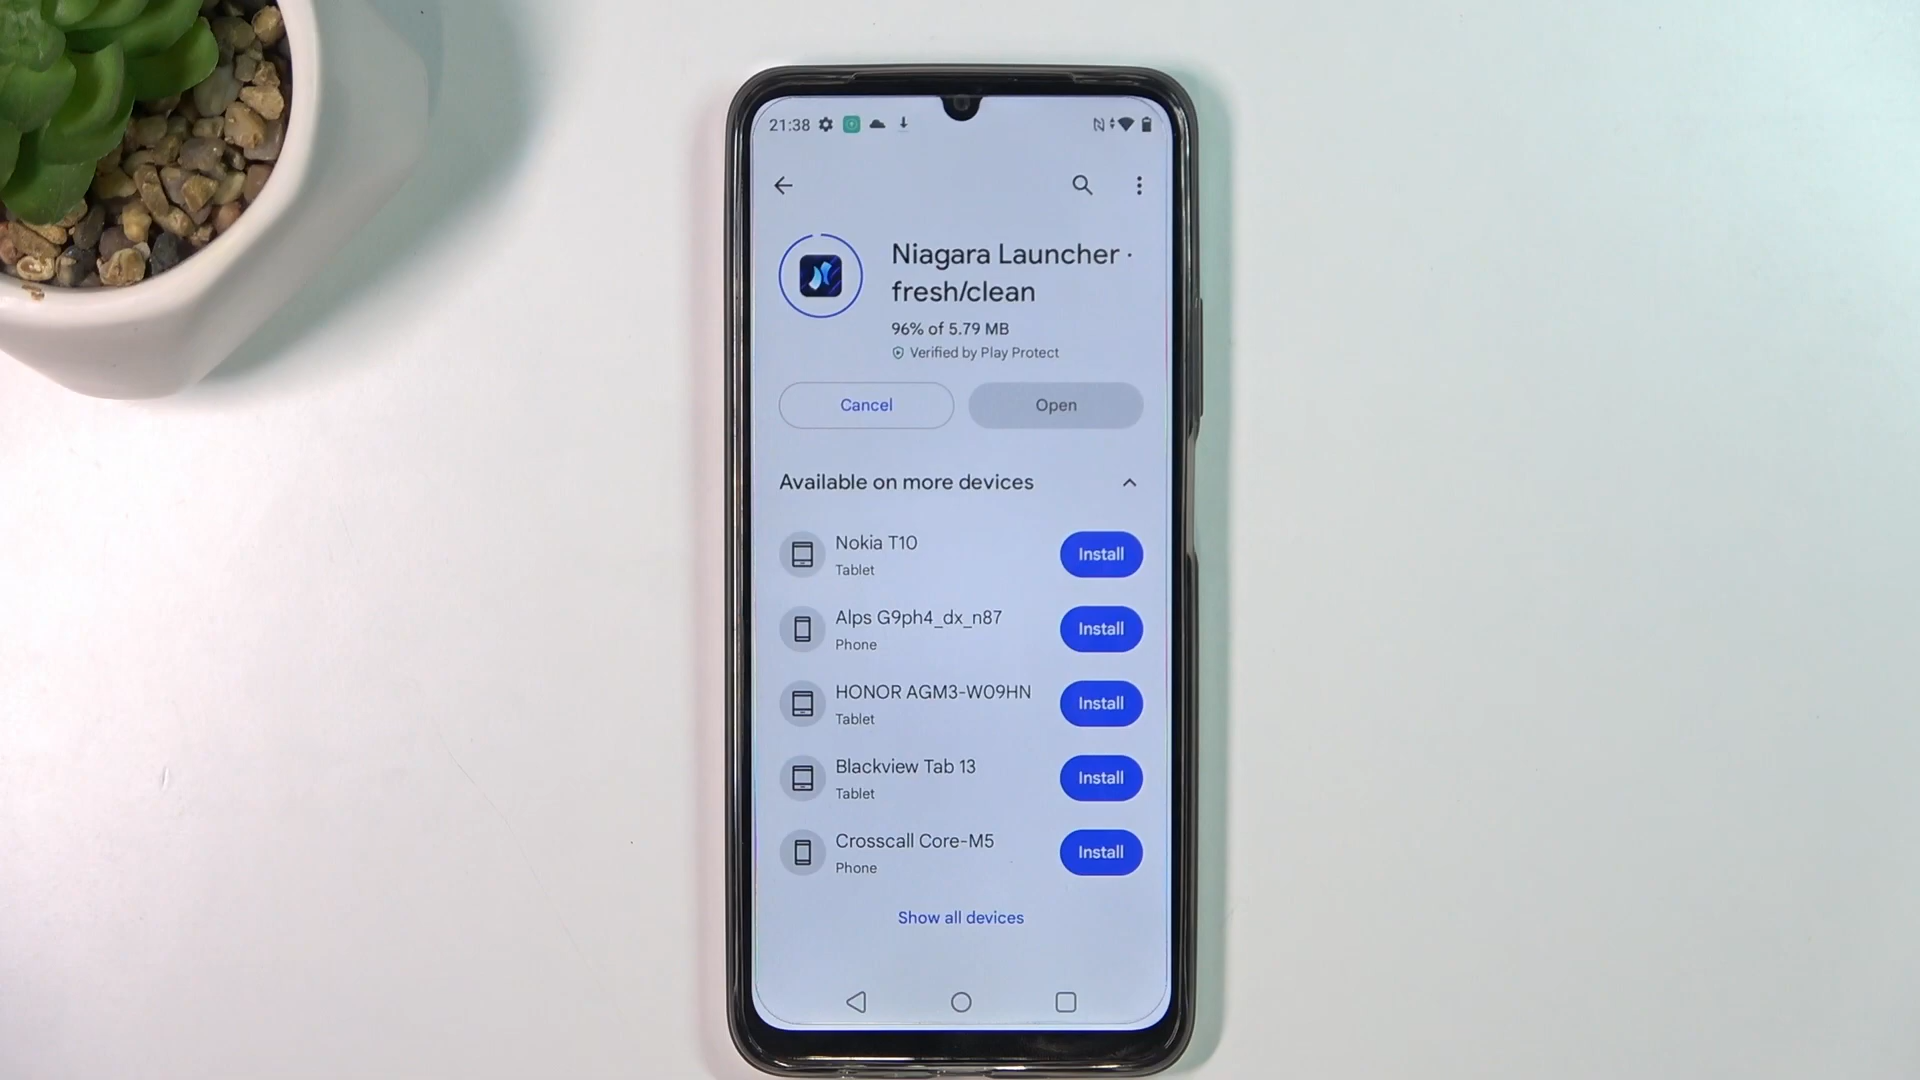 21:38
Niagara Launcher ·
fresh/clean
96% of 5.79 MB
Verified by Play Protect
Cancel
Open
Available on more devices
Nokia T10
Tablet
Install
Alps G9ph4_dx_n87
Phone
Install
HONOR AGM3-W09HN
Tablet
Install
Blackview Tab 13
Tablet
Install
Crosscall Core-M5
Phone
Install
Show all devices